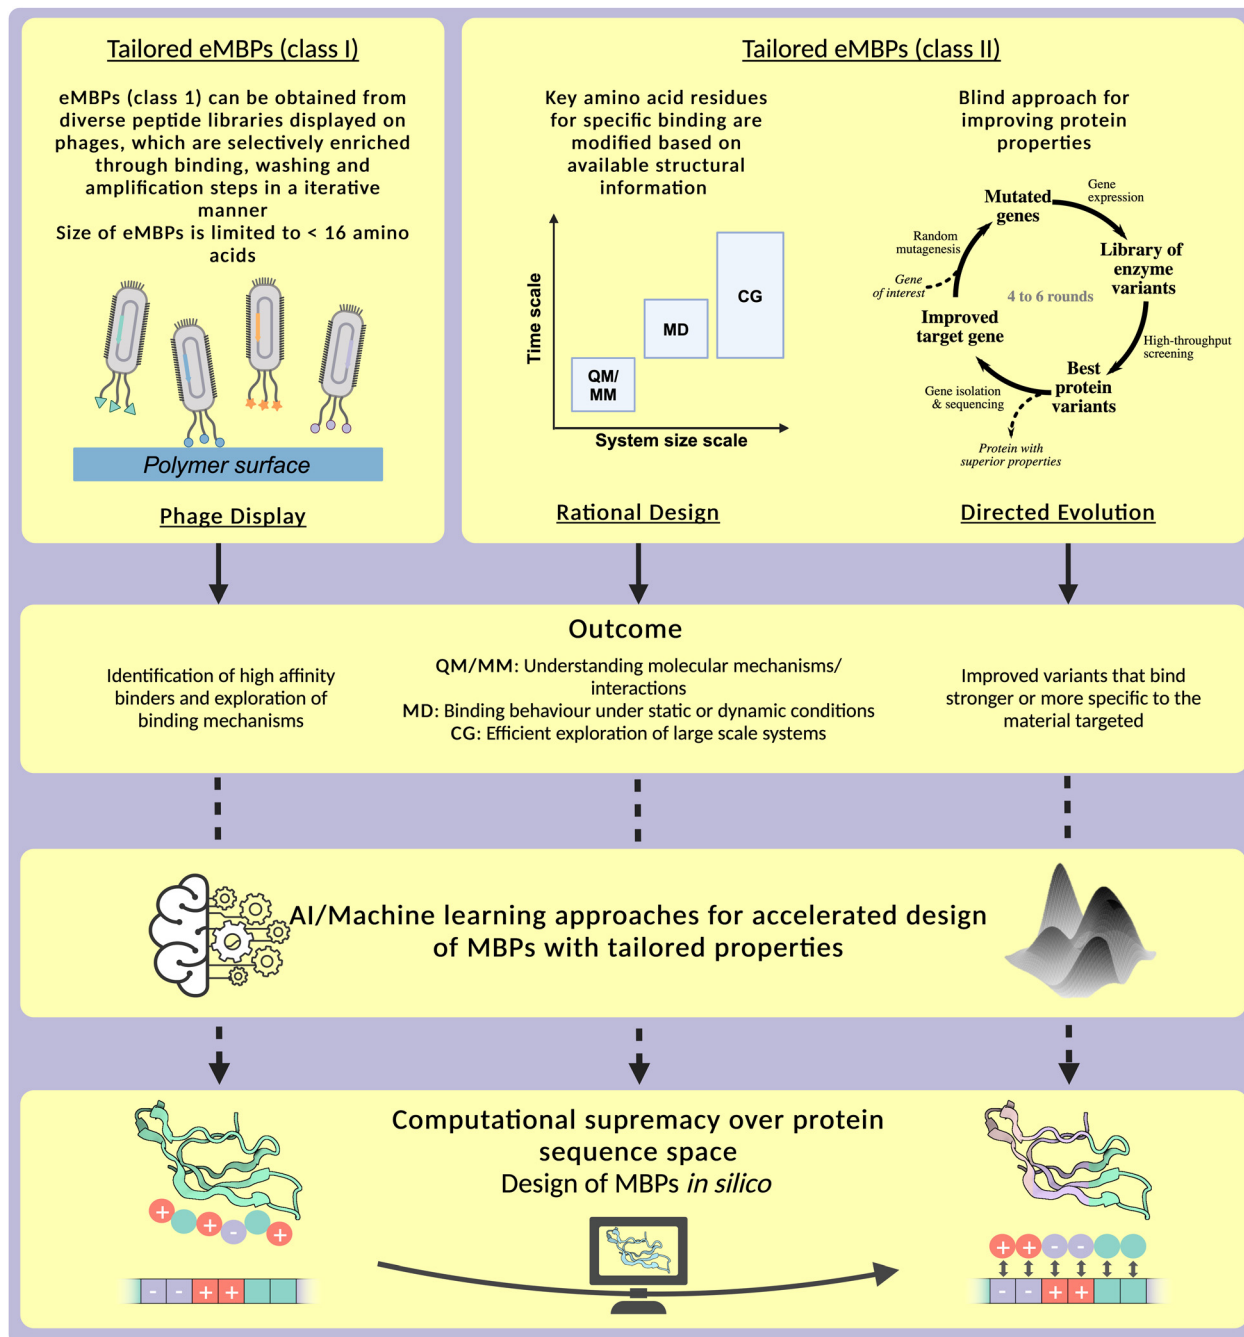 Tailored eMBPs (class I)
eMBPs (class 1) can be obtained from
diverse peptide libraries displayed on
phages, which are selectively enriched
through binding, washing and
amplification steps in a iterative
manner
Size of eMBPs is limited to < 16 amino
acids
Polymer surface
Phage Display
Tailored eMBPs (class II)
Key amino acid residues
for specific binding are
modified based on
available structural
information
Time scale
QM/
MM
MD
CG
System size scale
Rational Design
Blind approach for
improving protein
properties
Mutated
genes
Gene
expression
Library of
enzyme
variants
High-throughput
screening
Best
protein
variants
Protein with
superior properties
Gene isolation
& sequencing
Improved
target gene
Gene
of interest
Random
mutagenesis
4 to 6 rounds
Directed Evolution
Outcome
Identification of high affinity
binders and exploration of
binding mechanisms
QM/MM: Understanding molecular mechanisms/
interactions
MD: Binding behaviour under static or dynamic conditions
CG: Efficient exploration of large scale systems
Improved variants that bind
stronger or more specific to the
material targeted
AI/Machine learning approaches for accelerated design
of MBPs with tailored properties
Computational supremacy over protein
sequence space
Design of MBPs in silico
+ + - +
- - + +
+ + - -
- - + +